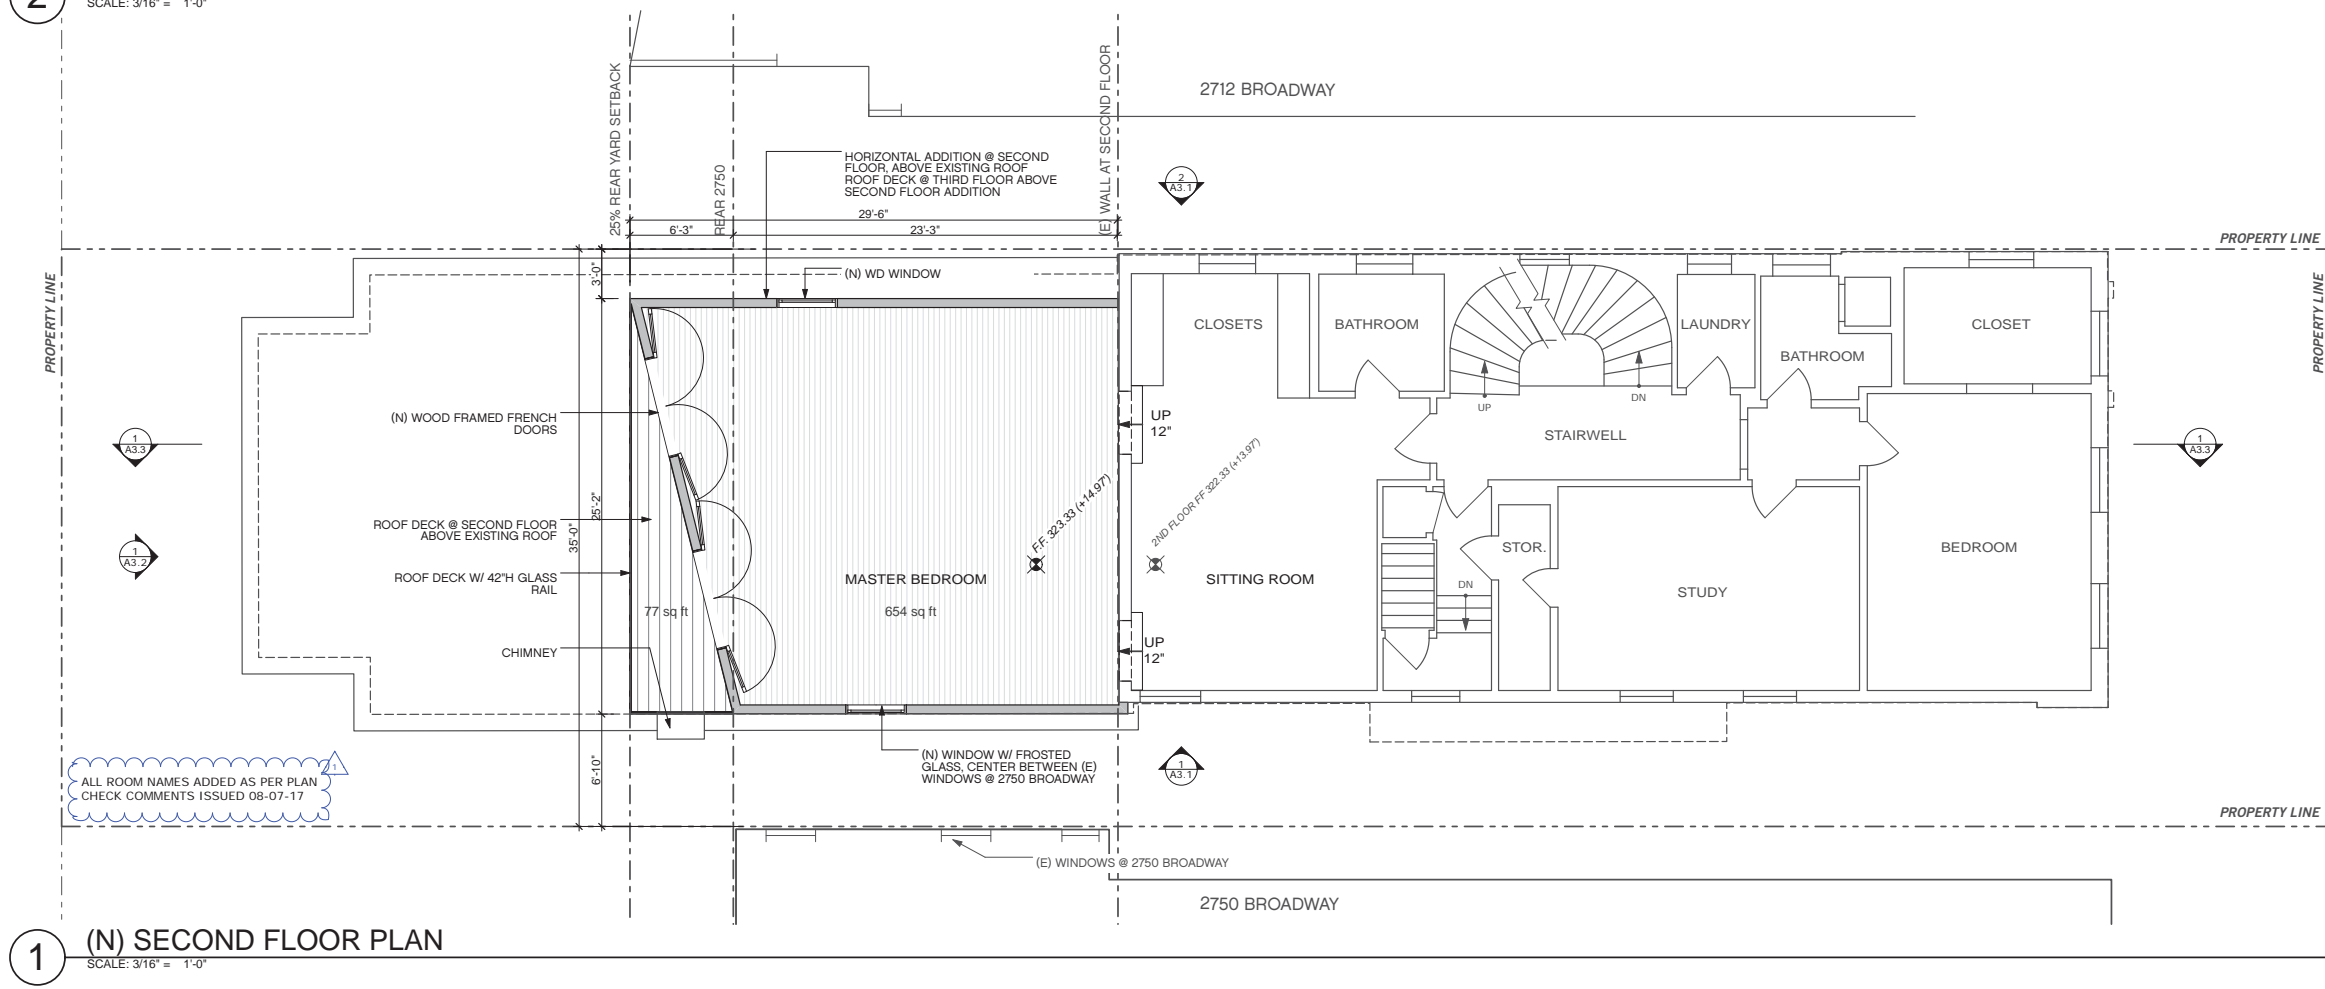 2
SCALE: 3/16" = 1'-0"
2712 BROADWAY
25% REAR YARD SETBACK
REAR 2750
(E) WALL AT SECOND FLOOR
HORIZONTAL ADDITION @ SECOND
FLOOR, ABOVE EXISTING ROOF
ROOF DECK @ THIRD FLOOR ABOVE
SECOND FLOOR ADDITION
2
A3.1
29'-6"
6'-3"
23'-3"
PROPERTY LINE
PROPERTY LINE
PROPERTY LINE
3'-0"
(N) WD WINDOW
CLOSETS
BATHROOM
LAUNDRY
BATHROOM
CLOSET
UP
DN
(N) WOOD FRAMED FRENCH
DOORS
UP
12"
STAIRWELL
1
A3.3
1
A3.3
F.F. 323.33 (+14.97')
2ND FLOOR FF 322.33 (+13.97')
25'-2"
35'-0"
ROOF DECK @ SECOND FLOOR
ABOVE EXISTING ROOF
1
A3.2
STOR.
BEDROOM
ROOF DECK W/ 42"H GLASS
RAIL
MASTER BEDROOM
SITTING ROOM
DN
STUDY
77 sq ft
654 sq ft
CHIMNEY
UP
12"
(N) WINDOW W/ FROSTED
GLASS, CENTER BETWEEN (E)
WINDOWS @ 2750 BROADWAY
1
A3.1
6'-10"
1
ALL ROOM NAMES ADDED AS PER PLAN
CHECK COMMENTS ISSUED 08-07-17
PROPERTY LINE
(E) WINDOWS @ 2750 BROADWAY
2750 BROADWAY
1
(N) SECOND FLOOR PLAN
SCALE: 3/16" = 1'-0"